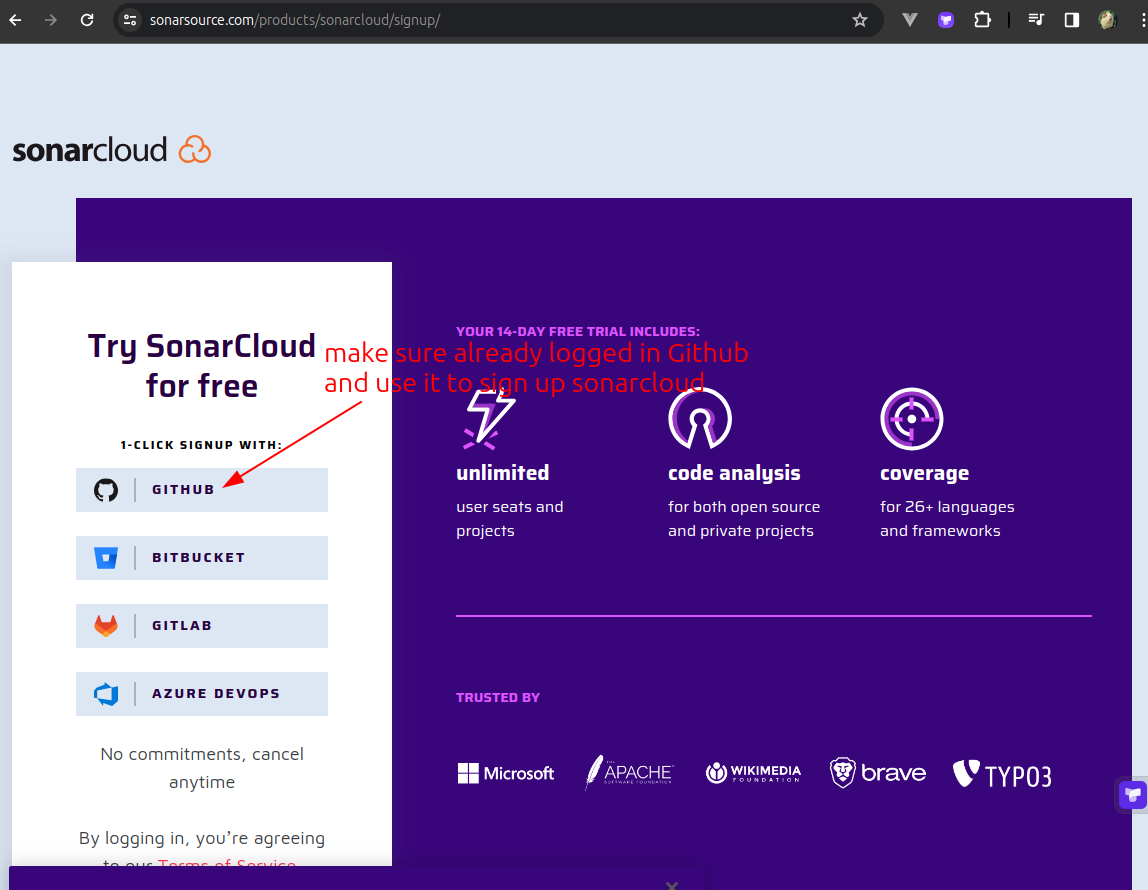 sonarsource.com/products/sonarcloud/signup/
sonarcloud
Try SonarCloud
for free
make sure already logged in Github
and use it to sign up sonarcloud
1-CLICK SIGNUP WITH:
GITHUB
BITBUCKET
GITLAB
AZURE DEVOPS
No commitments, cancel
anytime
By logging in, you’re agreeing
to our Terms of Service
YOUR 14-DAY FREE TRIAL INCLUDES:
unlimited
user seats and
projects
code analysis
for both open source
and private projects
coverage
for 26+ languages
and frameworks
TRUSTED BY
Microsoft
THE
APACHE
SOFTWARE FOUNDATION
WIKIMEDIA
FOUNDATION
brave
TYPO3